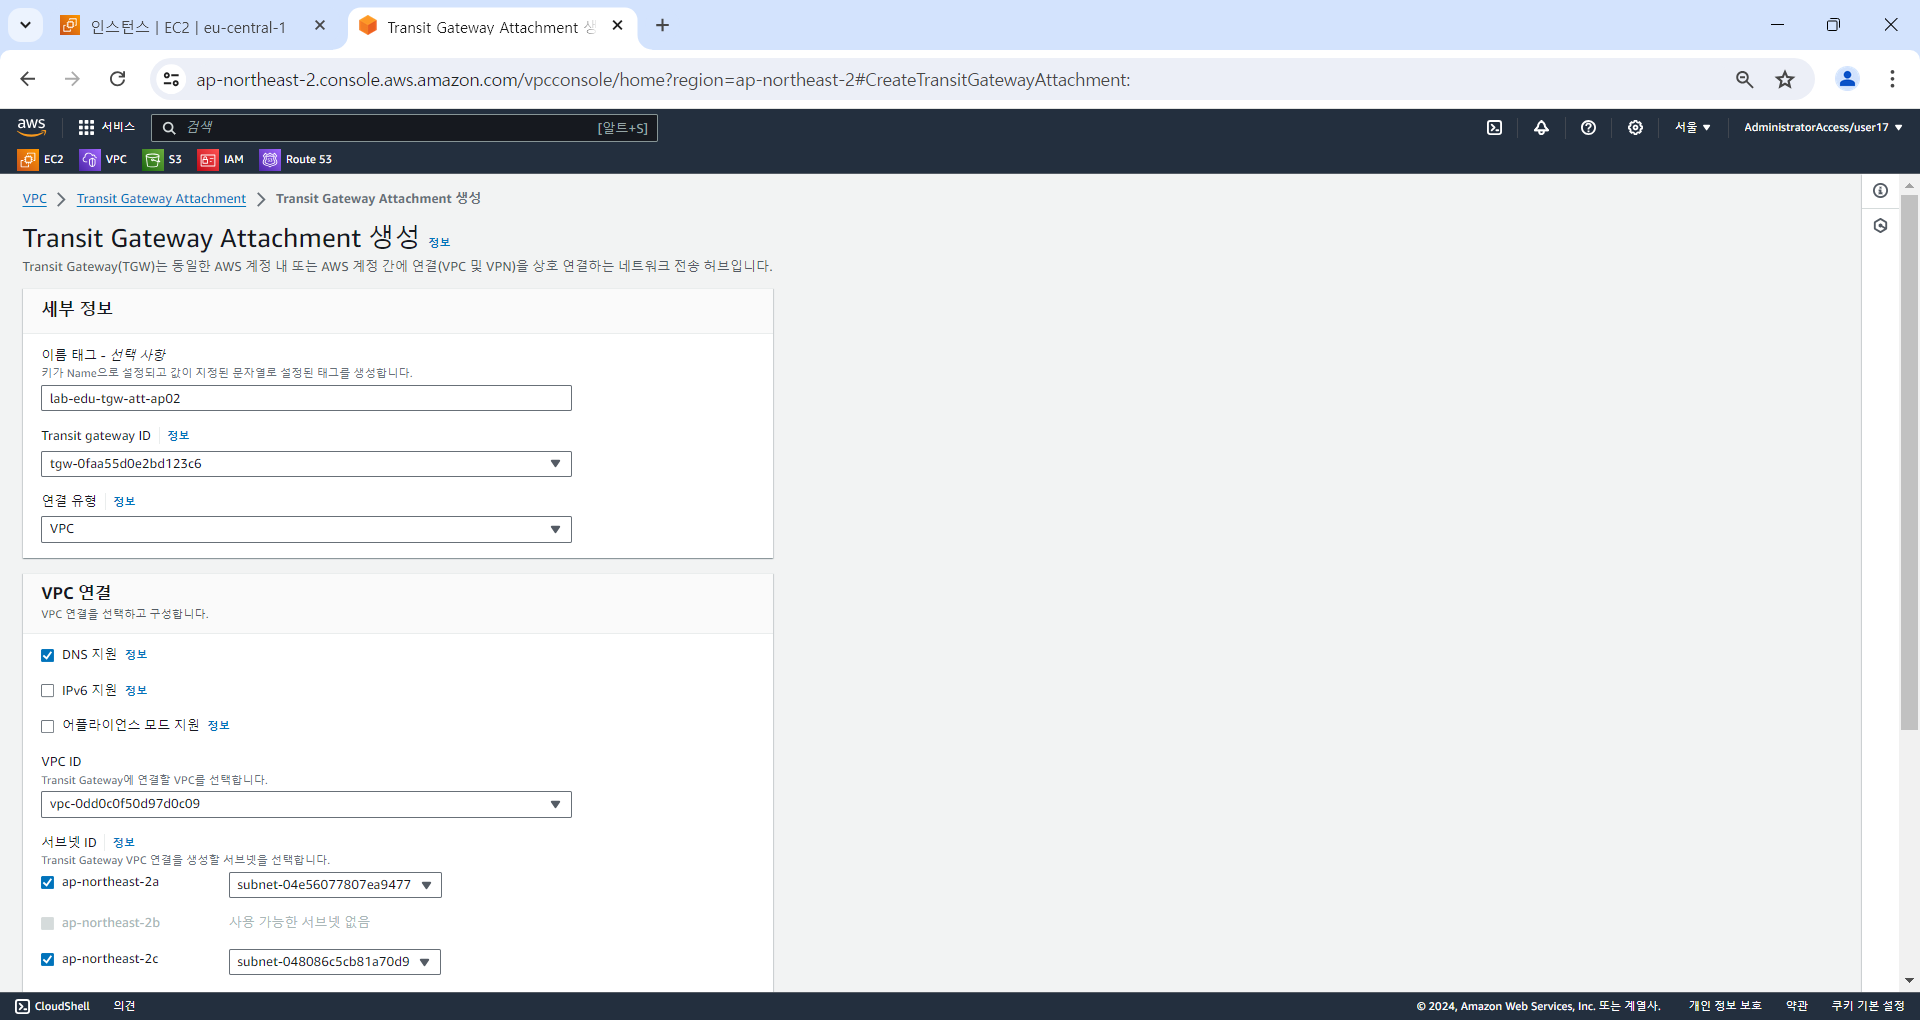 인스턴스 | EC2 | eu-central-1
Transit Gateway Attachment 생
ap-northeast-2.console.aws.amazon.com/vpcconsole/home?region=ap-northeast-2#CreateTransitGatewayAttachment:
aws
서비스
검색
[알트+S]
서울
AdministratorAccess/user17
EC2
VPC
S3
IAM
Route 53
VPC
Transit Gateway Attachment
Transit Gateway Attachment 생성
Transit Gateway Attachment 생성 정보
Transit Gateway(TGW)는 동일한 AWS 계정 내 또는 AWS 계정 간에 연결(VPC 및 VPN)을 상호 연결하는 네트워크 전송 허브입니다.
세부 정보
이름 태그 - 선택 사항
키가 Name으로 설정되고 값이 지정된 문자열로 설정된 태그를 생성합니다.
lab-edu-tgw-att-ap02
Transit gateway ID 정보
tgw-0faa55d0e2bd123c6
연결 유형 정보
VPC
VPC 연결
VPC 연결을 선택하고 구성합니다.
DNS 지원 정보
IPv6 지원 정보
어플라이언스 모드 지원 정보
VPC ID
Transit Gateway에 연결할 VPC를 선택합니다.
vpc-0dd0c0f50d97d0c09
서브넷 ID 정보
Transit Gateway VPC 연결을 생성할 서브넷을 선택합니다.
ap-northeast-2a subnet-04e56077807ea9477
ap-northeast-2b 사용 가능한 서브넷 없음
ap-northeast-2c subnet-048086c5cb81a70d9
CloudShell
의견
© 2024, Amazon Web Services, Inc. 또는 계열사.
개인 정보 보호
약관
쿠키 기본 설정